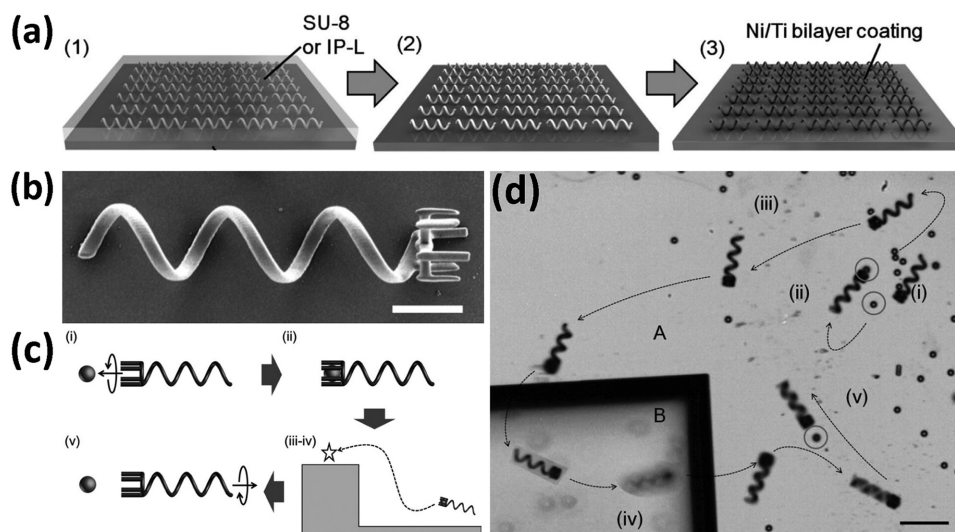 (a)
(1)
SU-8
or IP-L
(2)
(3)
Ni/Ti bilayer coating
(b)
(c)
(i)
(ii)
(v)
(iii-iv)
(d)
(iii)
(ii)
(i)
A
(v)
B
(iv)